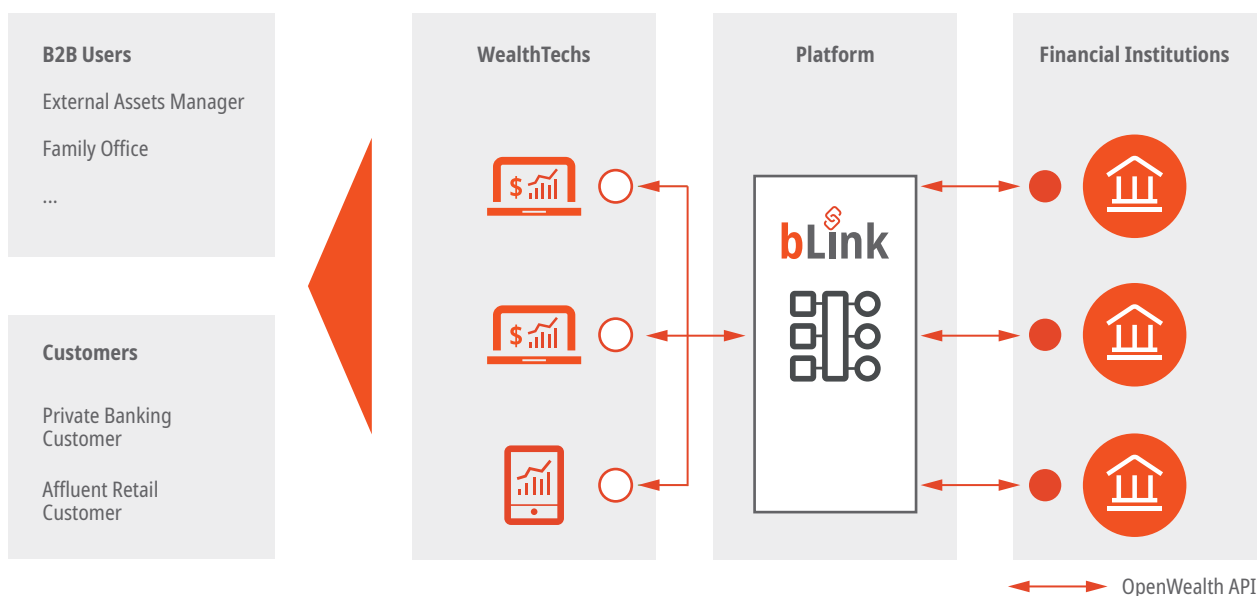 B2B Users
External Assets Manager
Family Office
...
Customers
Private Banking
Customer
Affluent Retail
Customer
WealthTechs
$
$
Platform
bLink
Financial Institutions
OpenWealth API